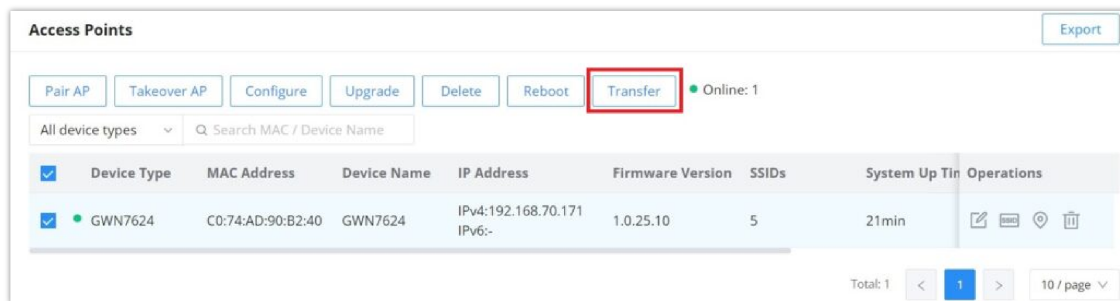 Access Points
Export
Pair AP Takeover AP Configure Upgrade Delete Reboot Transfer Online: 1
All device types Search MAC / Device Name
Device Type MAC Address Device Name IP Address Firmware Version SSIDs System Up Tim Operations
GWN7624 C0:74:AD:90:B2:40 GWN7624 IPv4:192.168.70.171 1.0.25.10 5 21min SSID
IPv6:-
Total: 1 < 1 > 10 / page